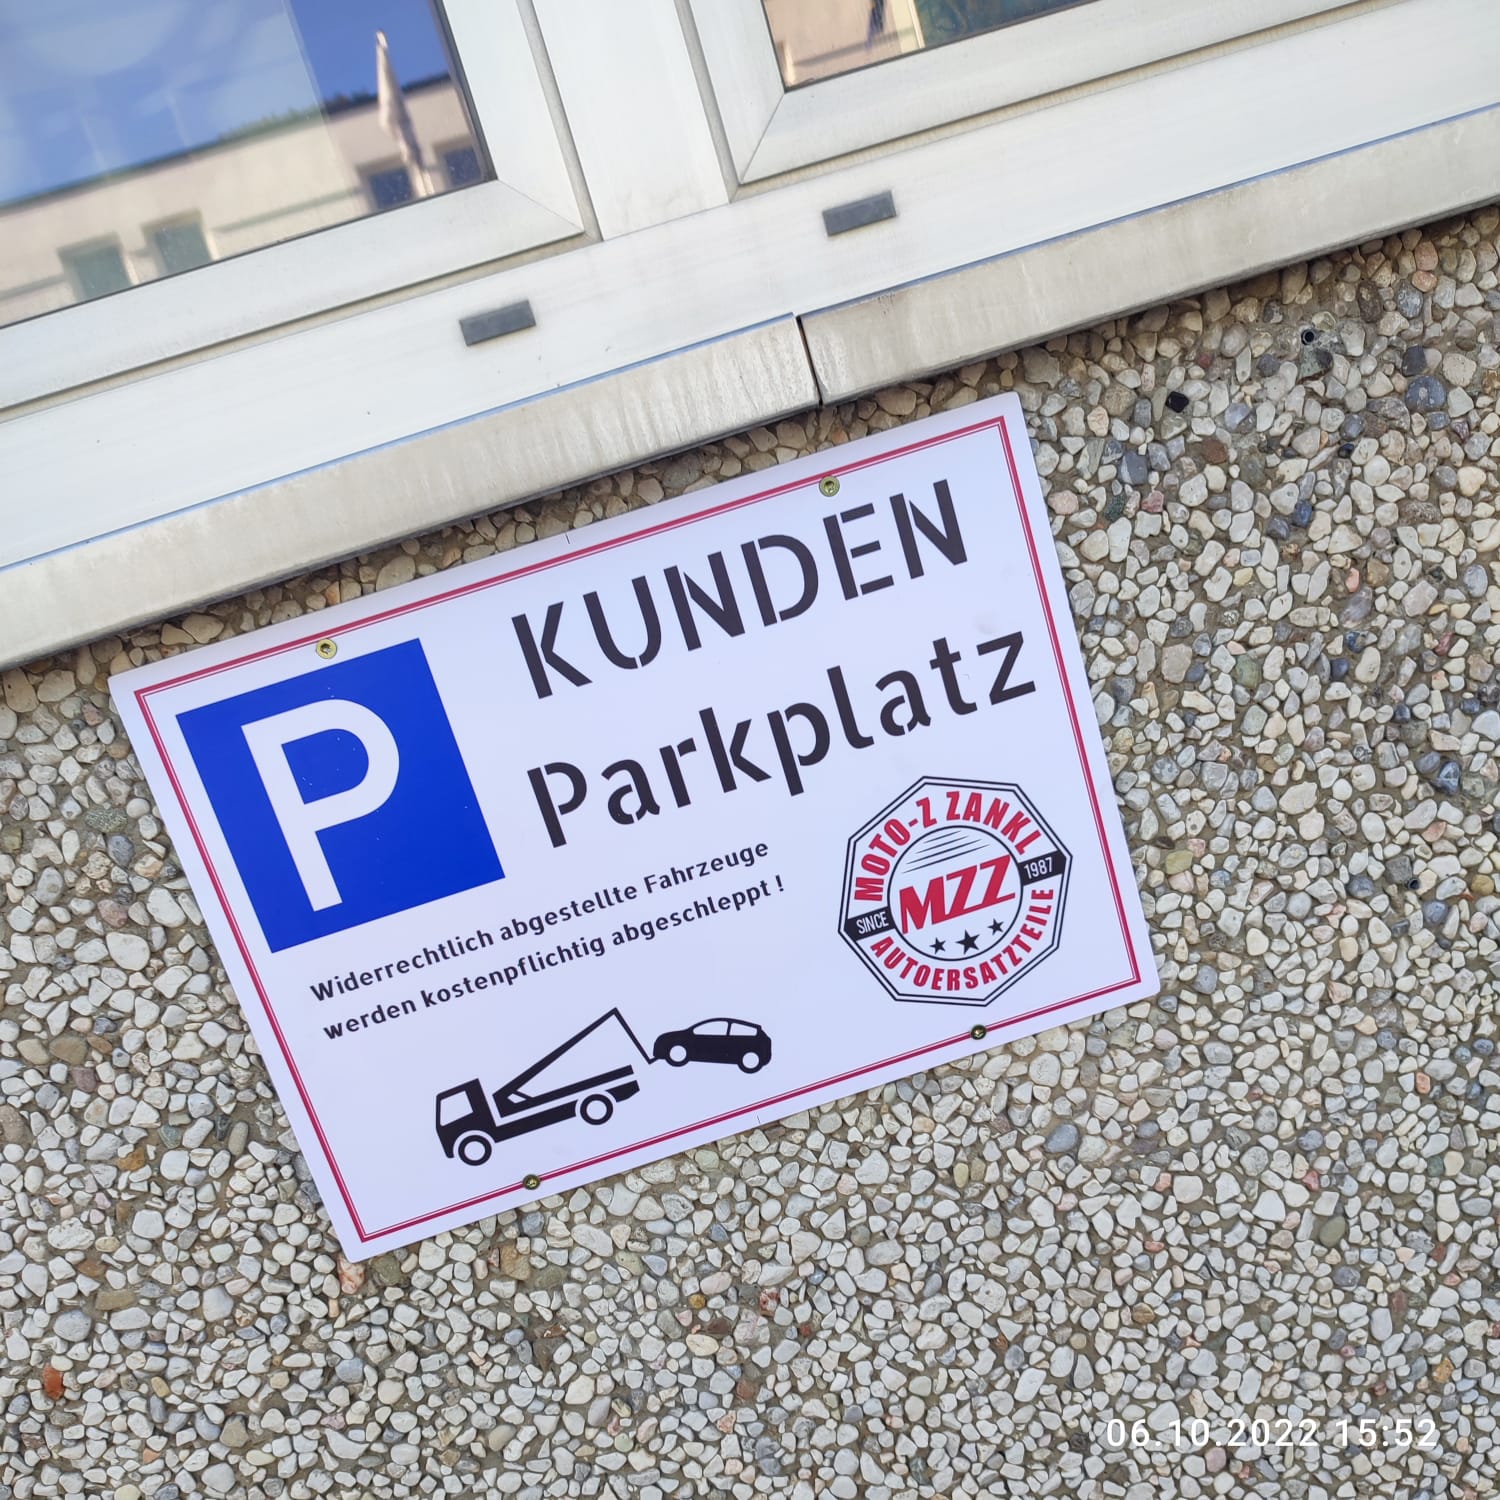 P
KUNDEN
Parkplatz
Widerrechtlich abgestellte Fahrzeuge
werden kostenpflichtig abgeschleppt !
MOTO-Z ZANKL
MZZ
SINCE 1987
AUTOERSATZTEILE
06.10.2022 15:52